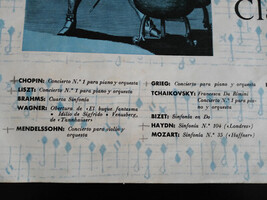 Cl
CHOPIN: Concierto N.º 1 para piano y orquesta
LISZT: Concierto N.º 1 para piano y orquesta
BRAHMS: Cuarta Sinfonía
WAGNER: Obertura de «El buque fantasma
» Idilio de Sigfrido » Venusberg,
de «Tannhäuser»
MENDELSSOHN: Concierto para violín y
orquesta
GRIEG: Concierto para piano y orquesta
TCHAIKOVSKY: Francesca Da Rimini
Concierto N.º 1 para pia-
no y orquesta
BIZET: Sinfonía en Do
HAYDN: Sinfonía N.º 104 («Londres»)
MOZART: Sinfonía N.º 35 («Haffner»)